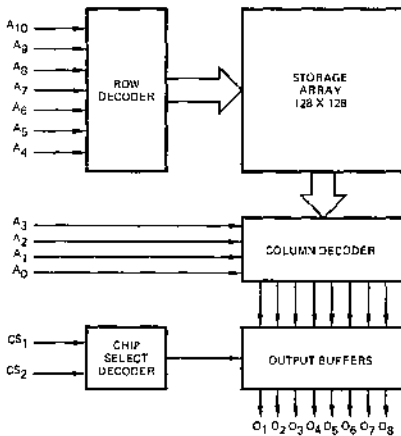 A10
A9
A8
A7
A6
A5
A4
ROW
DECODER
STORAGE
ARRAY
128 X 128
A3
A2
A1
A0
COLUMN DECODER
CS1
CS2
CHIP
SELECT
DECODER
OUTPUT BUFFERS
O1 O2 O3 O4 O5 O6 O7 O8